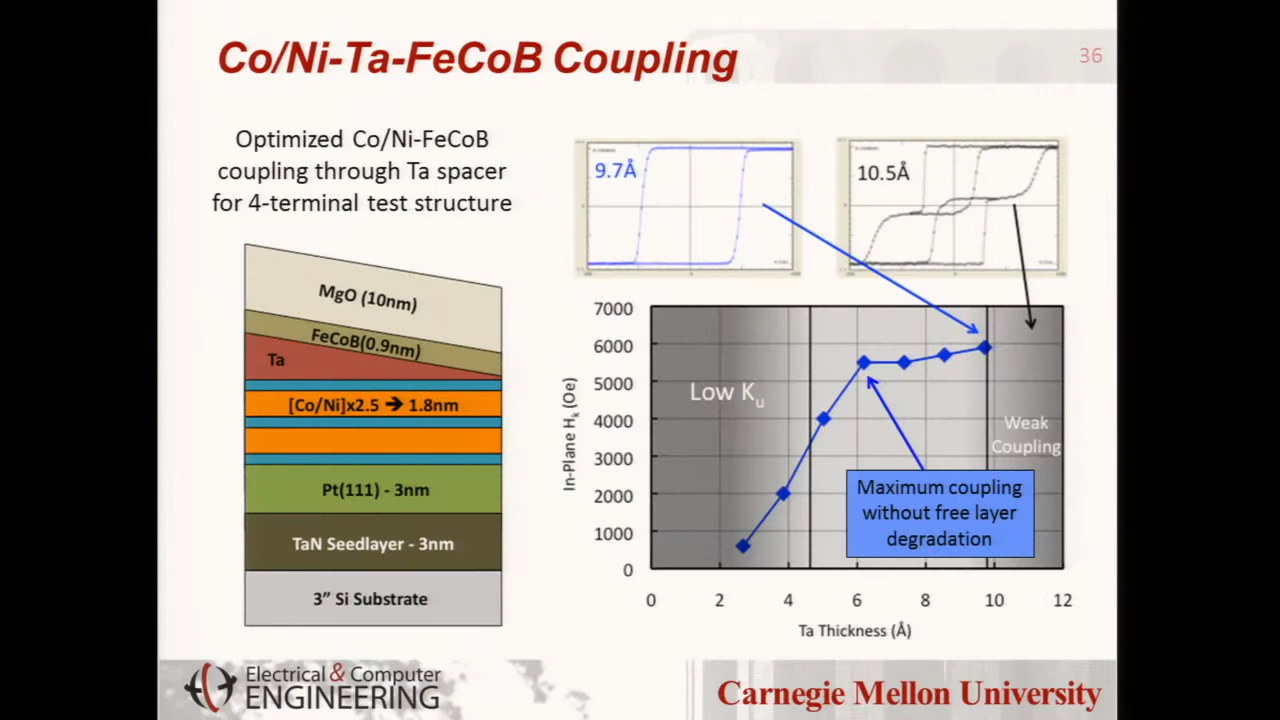 Co/Ni-Ta-FeCoB Coupling
36
Optimized Co/Ni-FeCoB
coupling through Ta spacer
for 4-terminal test structure
MgO (10nm)
FeCoB(0.9nm)
Ta
[Co/Ni]x2.5 ➔ 1.8nm
Pt(111) - 3nm
TaN Seedlayer - 3nm
3” Si Substrate
9.7Å
10.5Å
In-Plane Hk (Oe)
7000
6000
5000
4000
3000
2000
1000
0
Low Ku
Weak
Coupling
Maximum coupling
without free layer
degradation
0 2 4 6 8 10 12
Ta Thickness (Å)
Electrical & Computer
ENGINEERING
Carnegie Mellon University